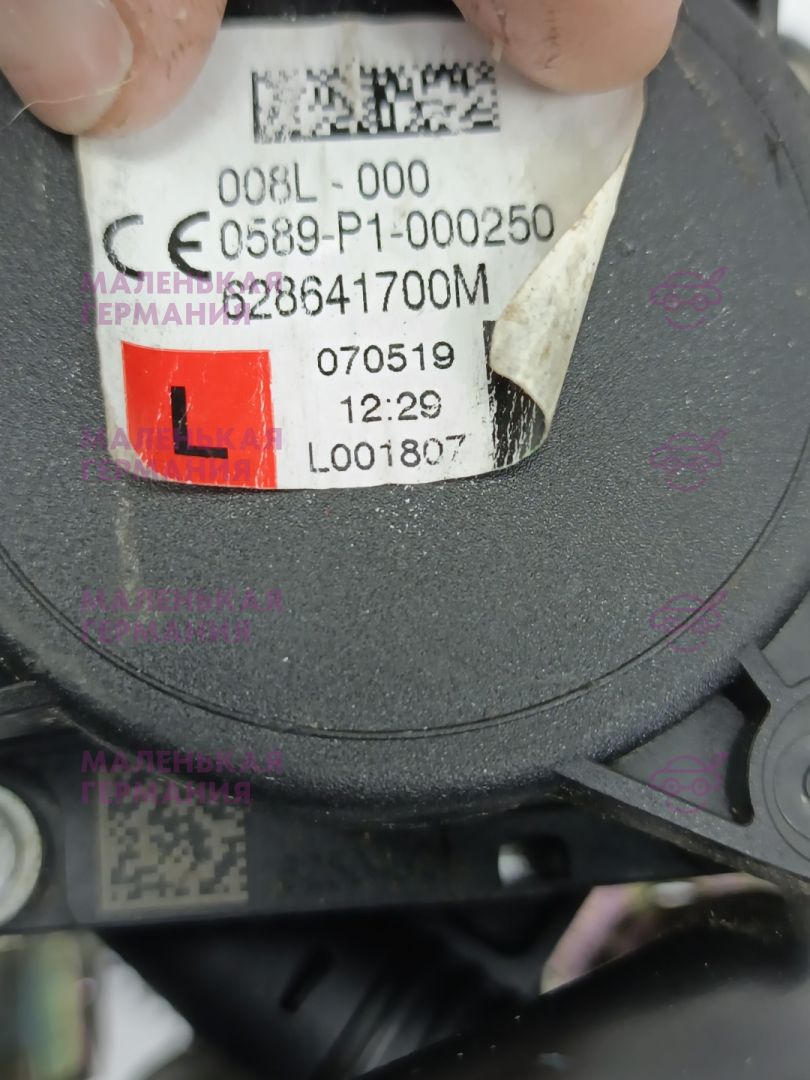 008L - 000
CE 0589-P1-000250
628641700M
070519
12:29
L
L001807
МАЛЕНЬКАЯ
ГЕРМАНИЯ
МАЛЕНЬКАЯ
ГЕРМАНИЯ
МАЛЕНЬКАЯ
ГЕРМАНИЯ
МАЛЕНЬКАЯ
ГЕРМАНИЯ